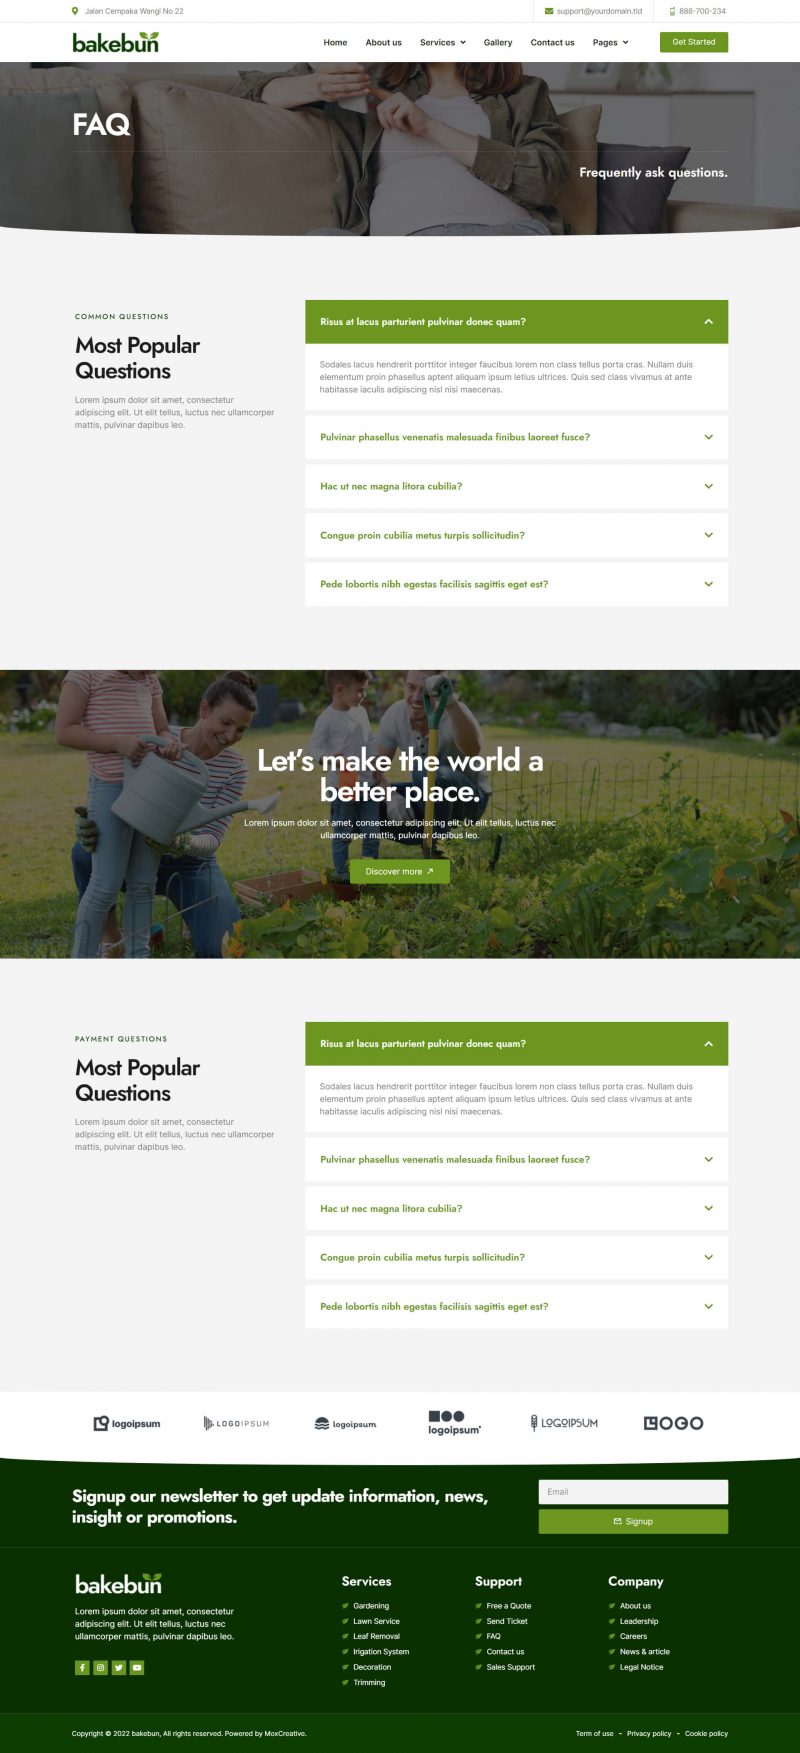 Jalan Cempaka Wangi No.22
support@yourdomain.tld
888-700-234
bakebun
Home
About us
Services
Gallery
Contact us
Pages
Get Started
FAQ
Frequently ask questions.
COMMON QUESTIONS
Most Popular
Questions
Lorem ipsum dolor sit amet, consectetur
adipiscing elit. Ut elit tellus, luctus nec ullamcorper
mattis, pulvinar dapibus leo.
Risus at lacus parturient pulvinar donec quam?
Sodales lacus hendrerit porttitor integer faucibus lorem non class tellus porta cras. Nullam duis
elementum proin phasellus aptent aliquam ipsum letius ultrices. Quis sed class vivamus at ante
habitasse iaculis adipiscing nisl nisi maecenas.
Pulvinar phasellus venenatis malesuada finibus laoreet fusce?
Hac ut nec magna litora cubilia?
Congue proin cubilia metus turpis sollicitudin?
Pede lobortis nibh egestas facilisis sagittis eget est?
Let's make the world a
better place.
Lorem ipsum dolor sit amet, consectetur adipiscing elit. Ut elit tellus, luctus nec
ullamcorper mattis, pulvinar dapibus leo.
Discover more
PAYMENT QUESTIONS
Most Popular
Questions
Lorem ipsum dolor sit amet, consectetur
adipiscing elit. Ut elit tellus, luctus nec ullamcorper
mattis, pulvinar dapibus leo.
Risus at lacus parturient pulvinar donec quam?
Sodales lacus hendrerit porttitor integer faucibus lorem non class tellus porta cras. Nullam duis
elementum proin phasellus aptent aliquam ipsum letius ultrices. Quis sed class vivamus at ante
habitasse iaculis adipiscing nisl nisi maecenas.
Pulvinar phasellus venenatis malesuada finibus laoreet fusce?
Hac ut nec magna litora cubilia?
Congue proin cubilia metus turpis sollicitudin?
Pede lobortis nibh egestas facilisis sagittis eget est?
logoipsum
LOGOIPSUM
logoipsum
logoipsum
LOGOIPSUM
LOGO
Signup our newsletter to get update information, news,
insight or promotions.
Email
Signup
bakebun
Lorem ipsum dolor sit amet, consectetur
adipiscing elit. Ut elit tellus, luctus nec
ullamcorper mattis, pulvinar dapibus leo.
Services
Gardening
Lawn Service
Leaf Removal
Irigation System
Decoration
Trimming
Support
Free a Quote
Send Ticket
FAQ
Contact us
Sales Support
Company
About us
Leadership
Careers
News & article
Legal Notice
Copyright © 2022 bakebun, All rights reserved. Powered by MoxCreative.
Term of use - Privacy policy - Cookie policy